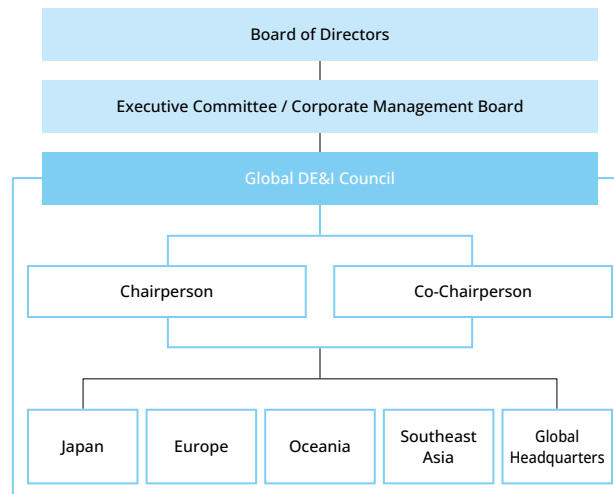 Board of Directors
Executive Committee / Corporate Management Board
Global DE&I Council
Chairperson
Co-Chairperson
Japan
Europe
Oceania
Southeast
Asia
Global
Headquarters